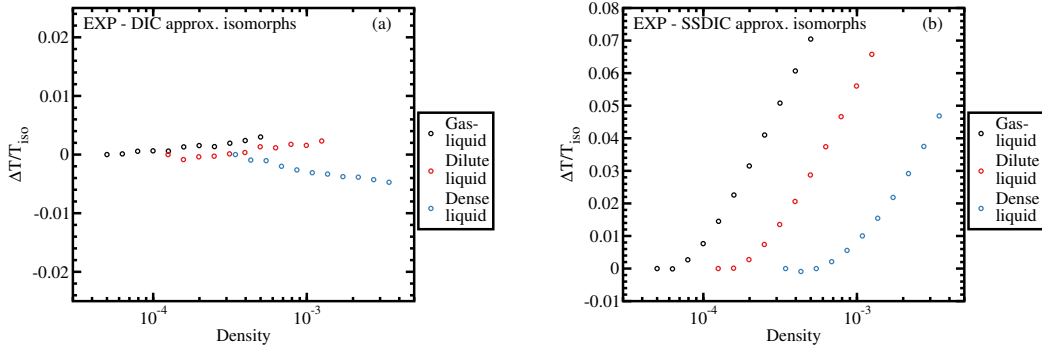 EXP - DIC approx. isomorphs (a)
0.02
0.01
0
-0.01
-0.02
ΔT/T_iso
10^-4
10^-3
Density
Gas-
liquid
Dilute
liquid
Dense
liquid
EXP - SSDIC approx. isomorphs (b)
0.08
0.07
0.06
0.05
0.04
0.03
0.02
0.01
0
-0.01
ΔT/T_iso
10^-4
10^-3
Density
Gas-
liquid
Dilute
liquid
Dense
liquid